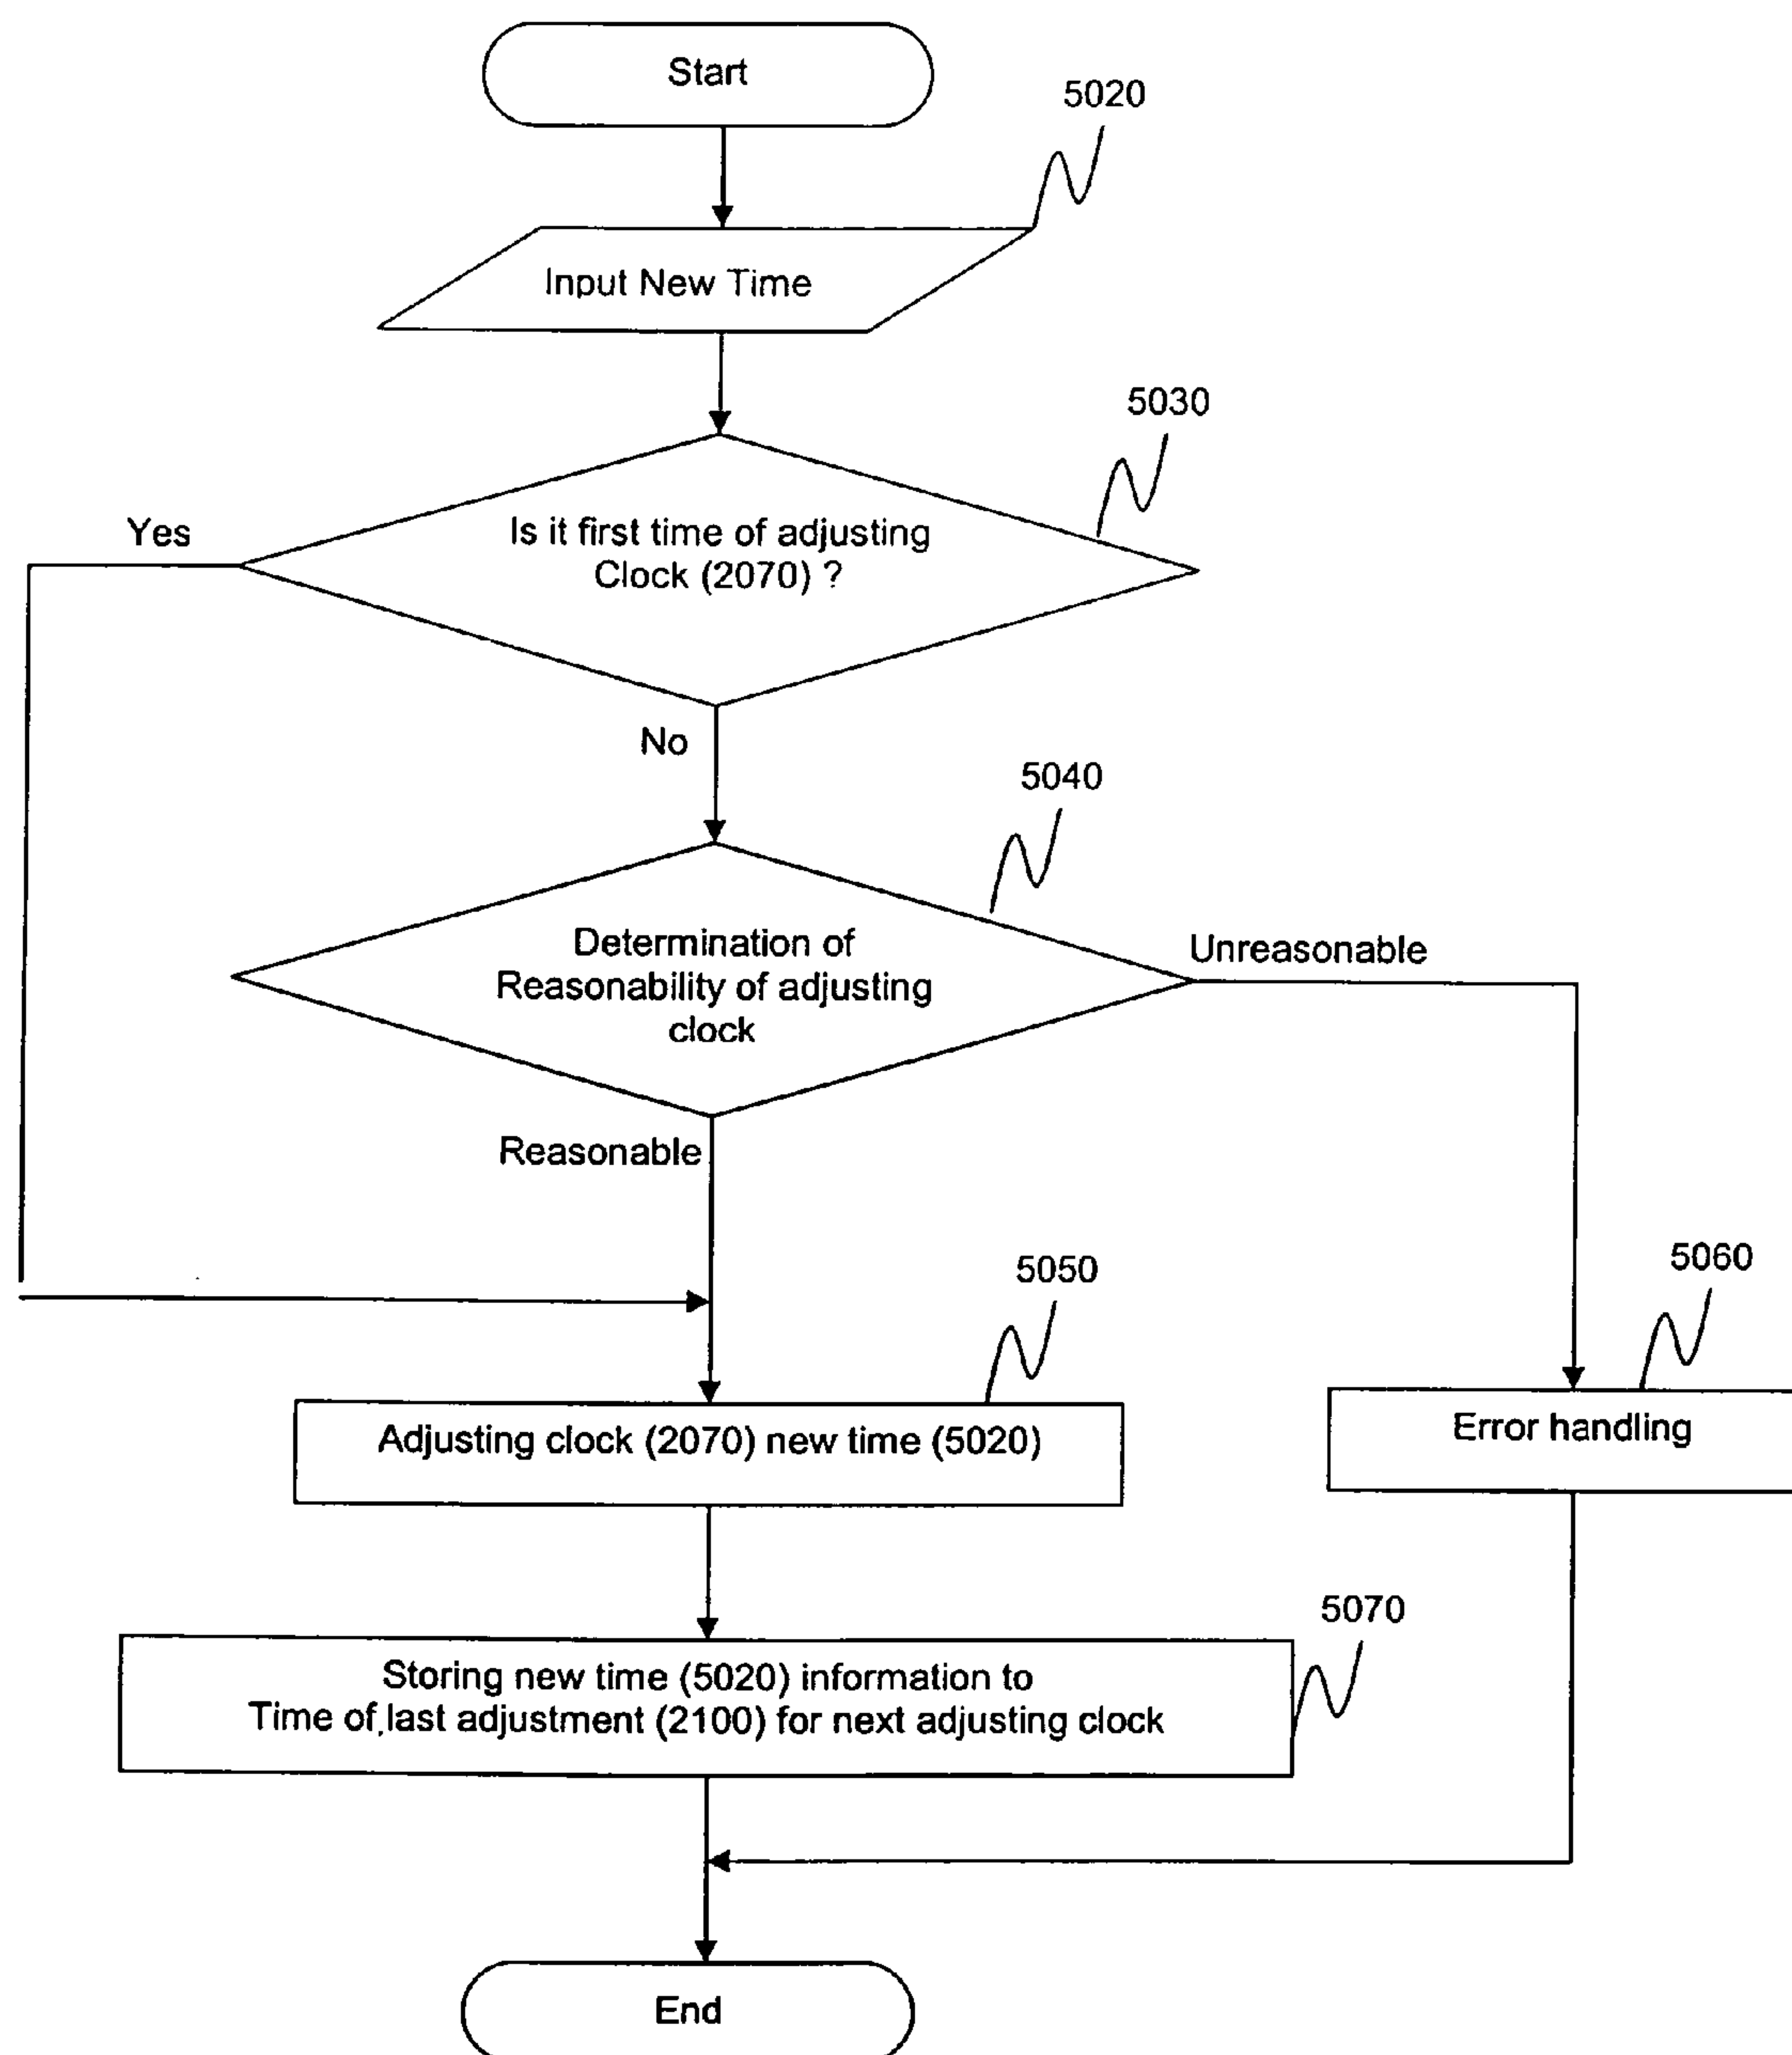 Start
5020
Input New Time
5030
Yes
Is it first time of adjusting
Clock (2070) ?
No
5040
Determination of
Reasonability of adjusting
clock
Unreasonable
Reasonable
5050
5060
Adjusting clock (2070) new time (5020)
Error handling
5070
Storing new time (5020) information to
Time of last adjustment (2100) for next adjusting clock
End